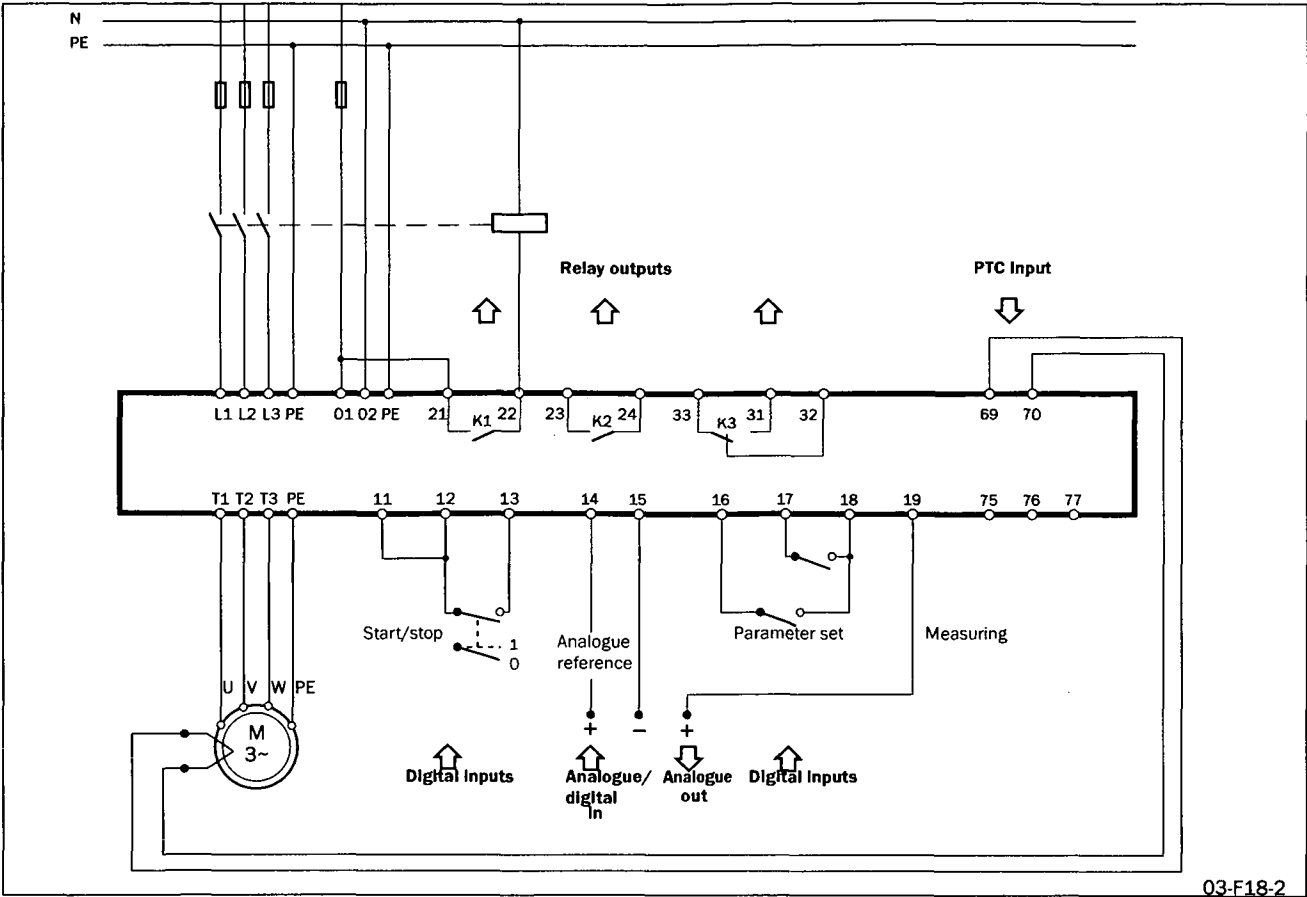 N
PE
Relay outputs
PTC Input
L1 L2 L3 PE 01 02 PE 21 K1 22 23 K2 24 33 K3 31 32 69 70
T1 T2 T3 PE 11 12 13 14 15 16 17 18 19 75 76 77
Start/stop
1
0
Analogue
reference
Parameter set
Measuring
U V W PE
M
3~
+ – +
Digital Inputs
Analogue/
digital
In
Analogue
out
Digital Inputs
03-F18-2